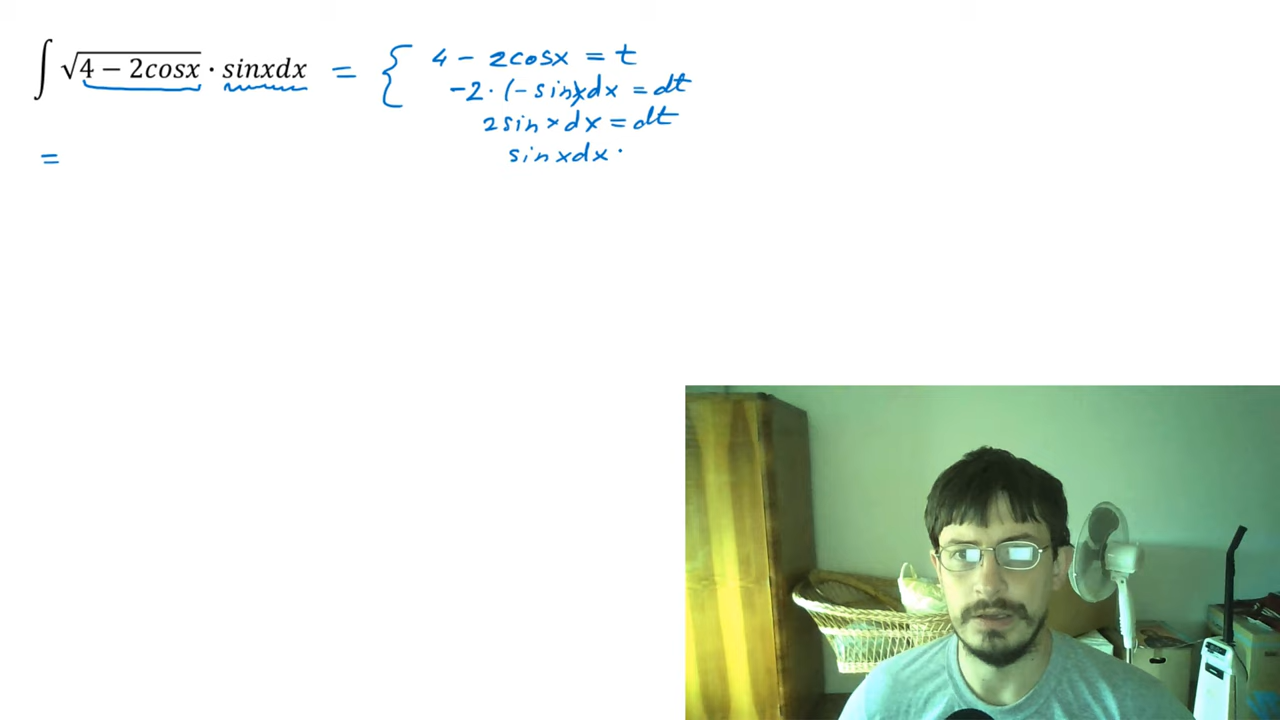 ∫ √4 − 2cosx · sinxdx = { 4 − 2cosx = t
−2 · (−sinx)dx = dt
2sinxdx = dt
= sinxdx